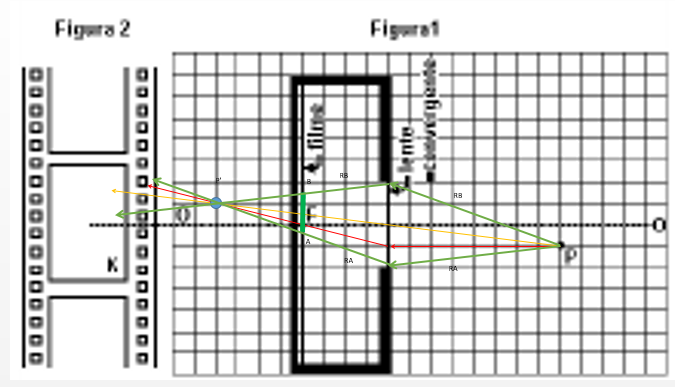 Figura 2
Figura1
filme
lente
convergente
P'
B
RB
RB
O
F
A
RA
RA
P
O
K